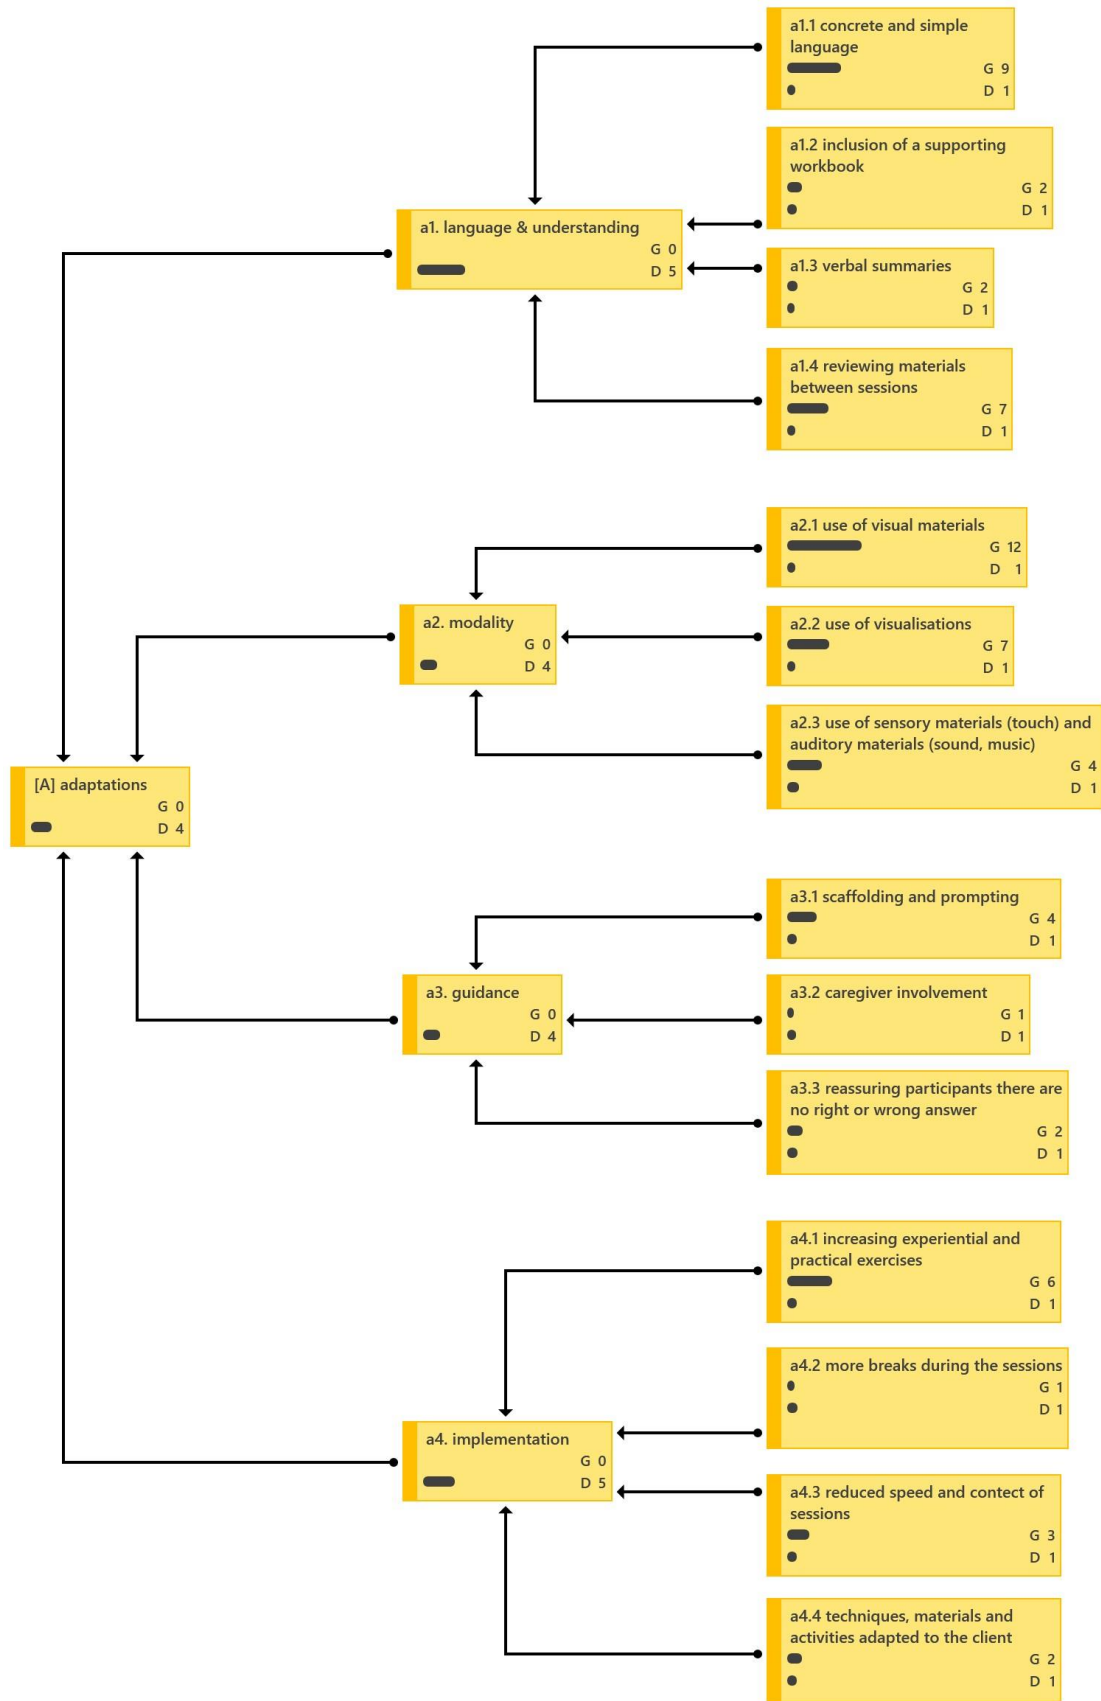 a1.1 concrete and simple
language
G 9
D 1
a1.2 inclusion of a supporting
workbook
G 2
D 1
a1. language & understanding
G 0
D 5
a1.3 verbal summaries
G 2
D 1
a1.4 reviewing materials
between sessions
G 7
D 1
a2.1 use of visual materials
G 12
D 1
a2. modality
G 0
D 4
a2.2 use of visualisations
G 7
D 1
a2.3 use of sensory materials (touch) and
auditory materials (sound, music)
G 4
D 1
[A] adaptations
G 0
D 4
a3.1 scaffolding and prompting
G 4
D 1
a3. guidance
G 0
D 4
a3.2 caregiver involvement
G 1
D 1
a3.3 reassuring participants there are
no right or wrong answer
G 2
D 1
a4.1 increasing experiential and
practical exercises
G 6
D 1
a4.2 more breaks during the sessions
G 1
D 1
a4. implementation
G 0
D 5
a4.3 reduced speed and contect of
sessions
G 3
D 1
a4.4 techniques, materials and
activities adapted to the client
G 2
D 1